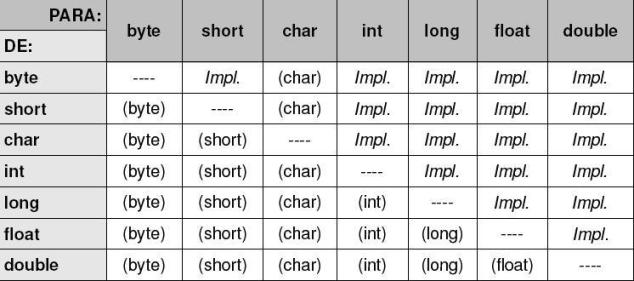 PARA: byte short char int long float double
DE:
byte ---- Impl. (char) Impl. Impl. Impl. Impl.
short (byte) ---- (char) Impl. Impl. Impl. Impl.
char (byte) (short) ---- Impl. Impl. Impl. Impl.
int (byte) (short) (char) ---- Impl. Impl. Impl.
long (byte) (short) (char) (int) ---- Impl. Impl.
float (byte) (short) (char) (int) (long) ---- Impl.
double (byte) (short) (char) (int) (long) (float) ----